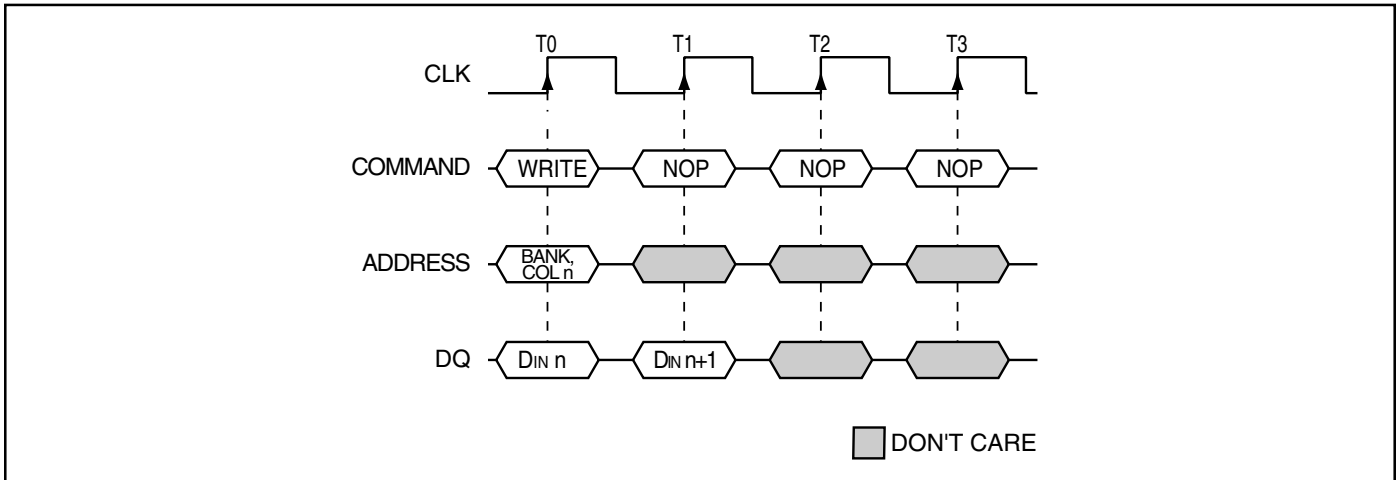 T0 T1 T2 T3
CLK
COMMAND WRITE NOP NOP NOP
ADDRESS BANK,
COL n
DQ DIN n DIN n+1
DON'T CARE